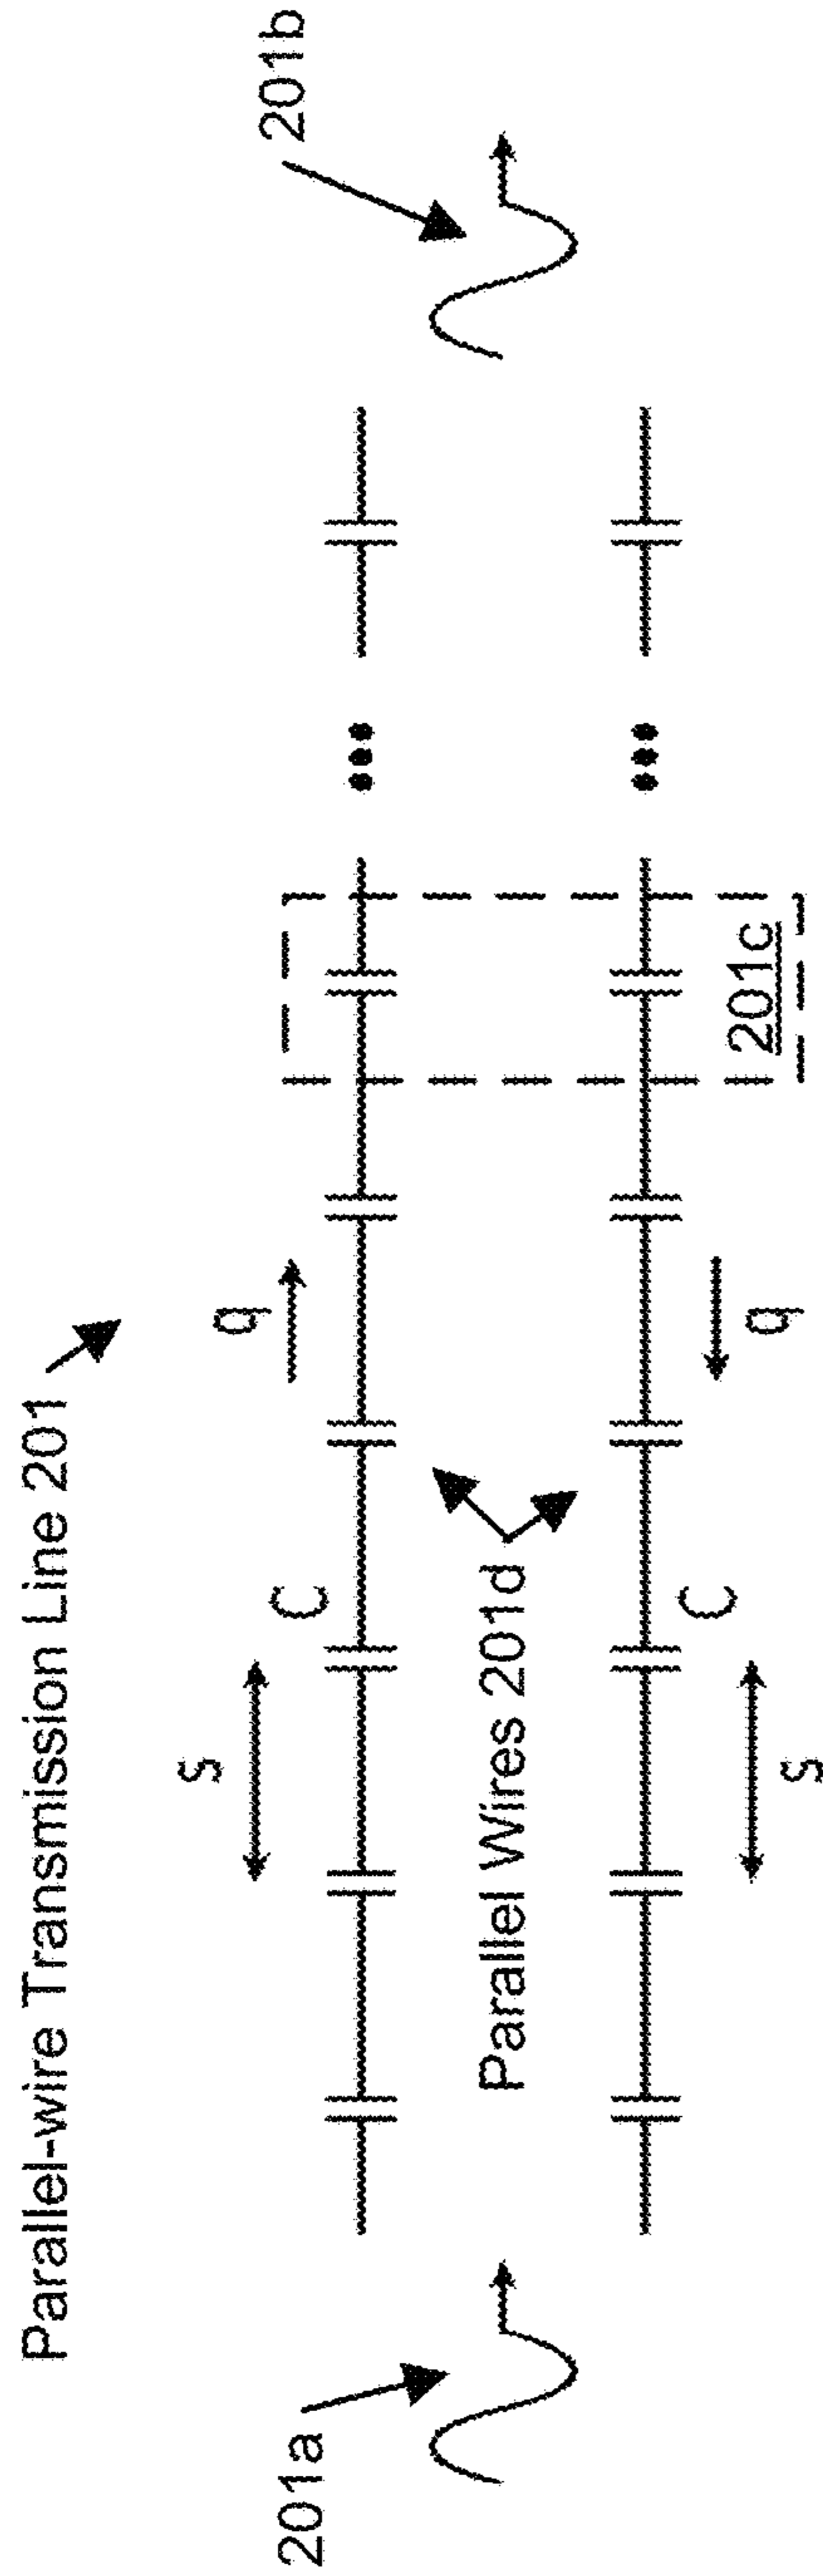 Parallel-wire Transmission Line 201
s
q
201b
C
201a
Parallel Wires 201d
C
q
201c
s